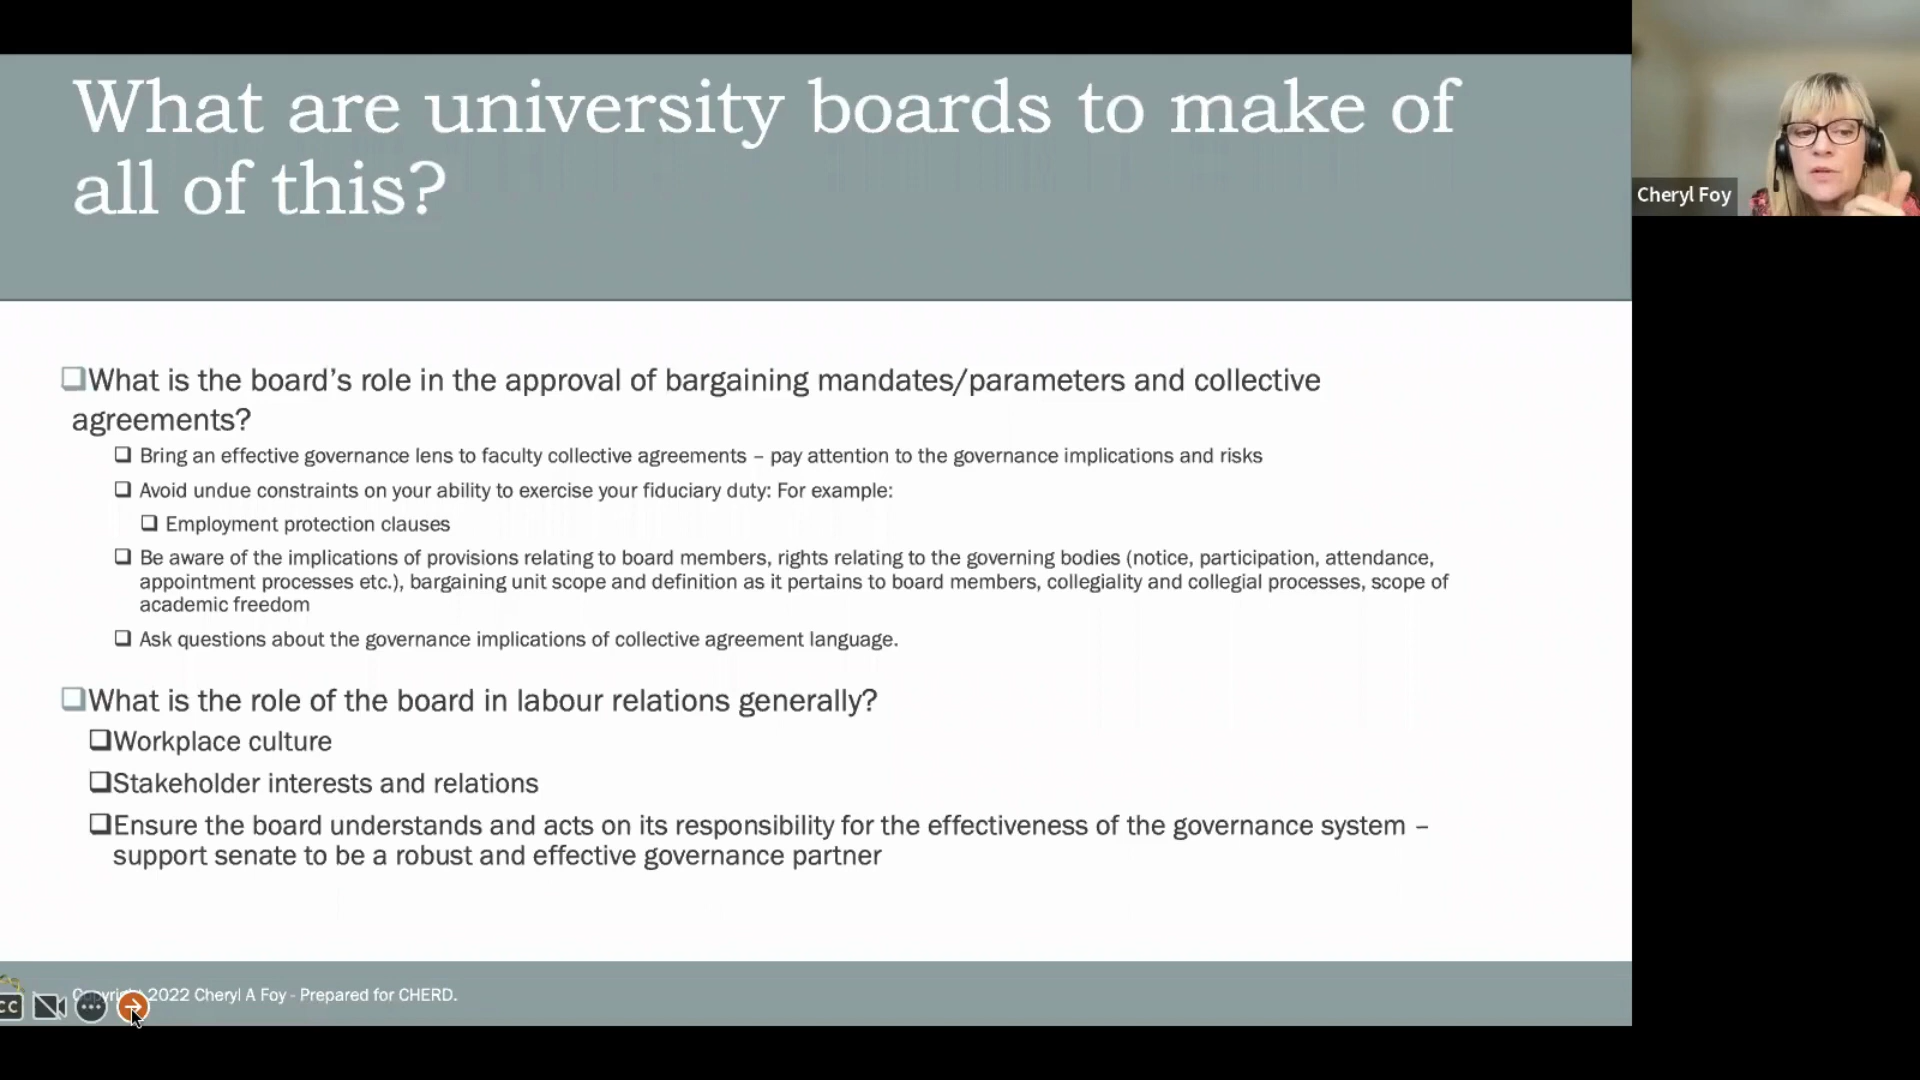 What are university boards to make of
all of this?
Cheryl Foy
What is the board’s role in the approval of bargaining mandates/parameters and collective
agreements?
Bring an effective governance lens to faculty collective agreements – pay attention to the governance implications and risks
Avoid undue constraints on your ability to exercise your fiduciary duty: For example:
Employment protection clauses
Be aware of the implications of provisions relating to board members, rights relating to the governing bodies (notice, participation, attendance,
appointment processes etc.), bargaining unit scope and definition as it pertains to board members, collegiality and collegial processes, scope of
academic freedom
Ask questions about the governance implications of collective agreement language.
What is the role of the board in labour relations generally?
Workplace culture
Stakeholder interests and relations
Ensure the board understands and acts on its responsibility for the effectiveness of the governance system –
support senate to be a robust and effective governance partner
Copyright 2022 Cheryl A Foy - Prepared for CHERD.
CC